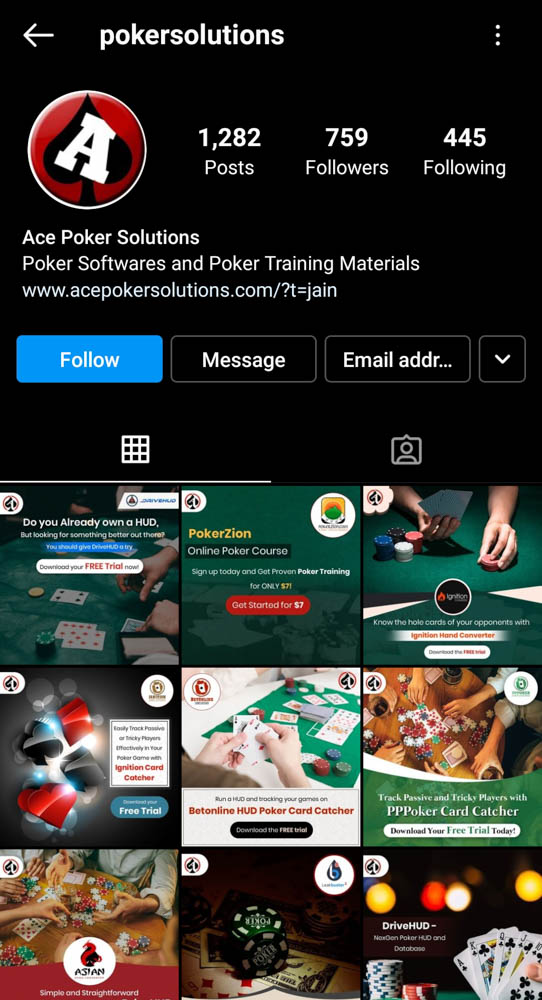 pokersolutions
A
1,282
Posts
759
Followers
445
Following
Ace Poker Solutions
Poker Softwares and Poker Training Materials
www.acepokersolutions.com/?t=jain
Follow
Message
Email addr...
DRIVEHUD
Do you Already own a HUD,
But looking for something better out there?
You should give DriveHUD a try
Download your FREE Trial now!
PokerZion
Online Poker Course
Sign up today and Get Proven Poker Training
for ONLY $7!
Get Started for $7
Ignition
Know the hole cards of your opponents with
Ignition Hand Converter
Download the FREE trial
Easily Track Passive
or Tricky Players
Effectively in Your
Poker Game with
Ignition Card
Catcher
Download your
Free Trial
BETONLINE
Run a HUD and tracking your games on
Betonline HUD Poker Card Catcher
Download the FREE trial
Track Passive and Tricky Players with
PPPoker Card Catcher
Download Your Free Trial Today!
ASIAN
Simple and Straightforward
POKER
DriveHUD -
NexGen Poker HUD and
Database